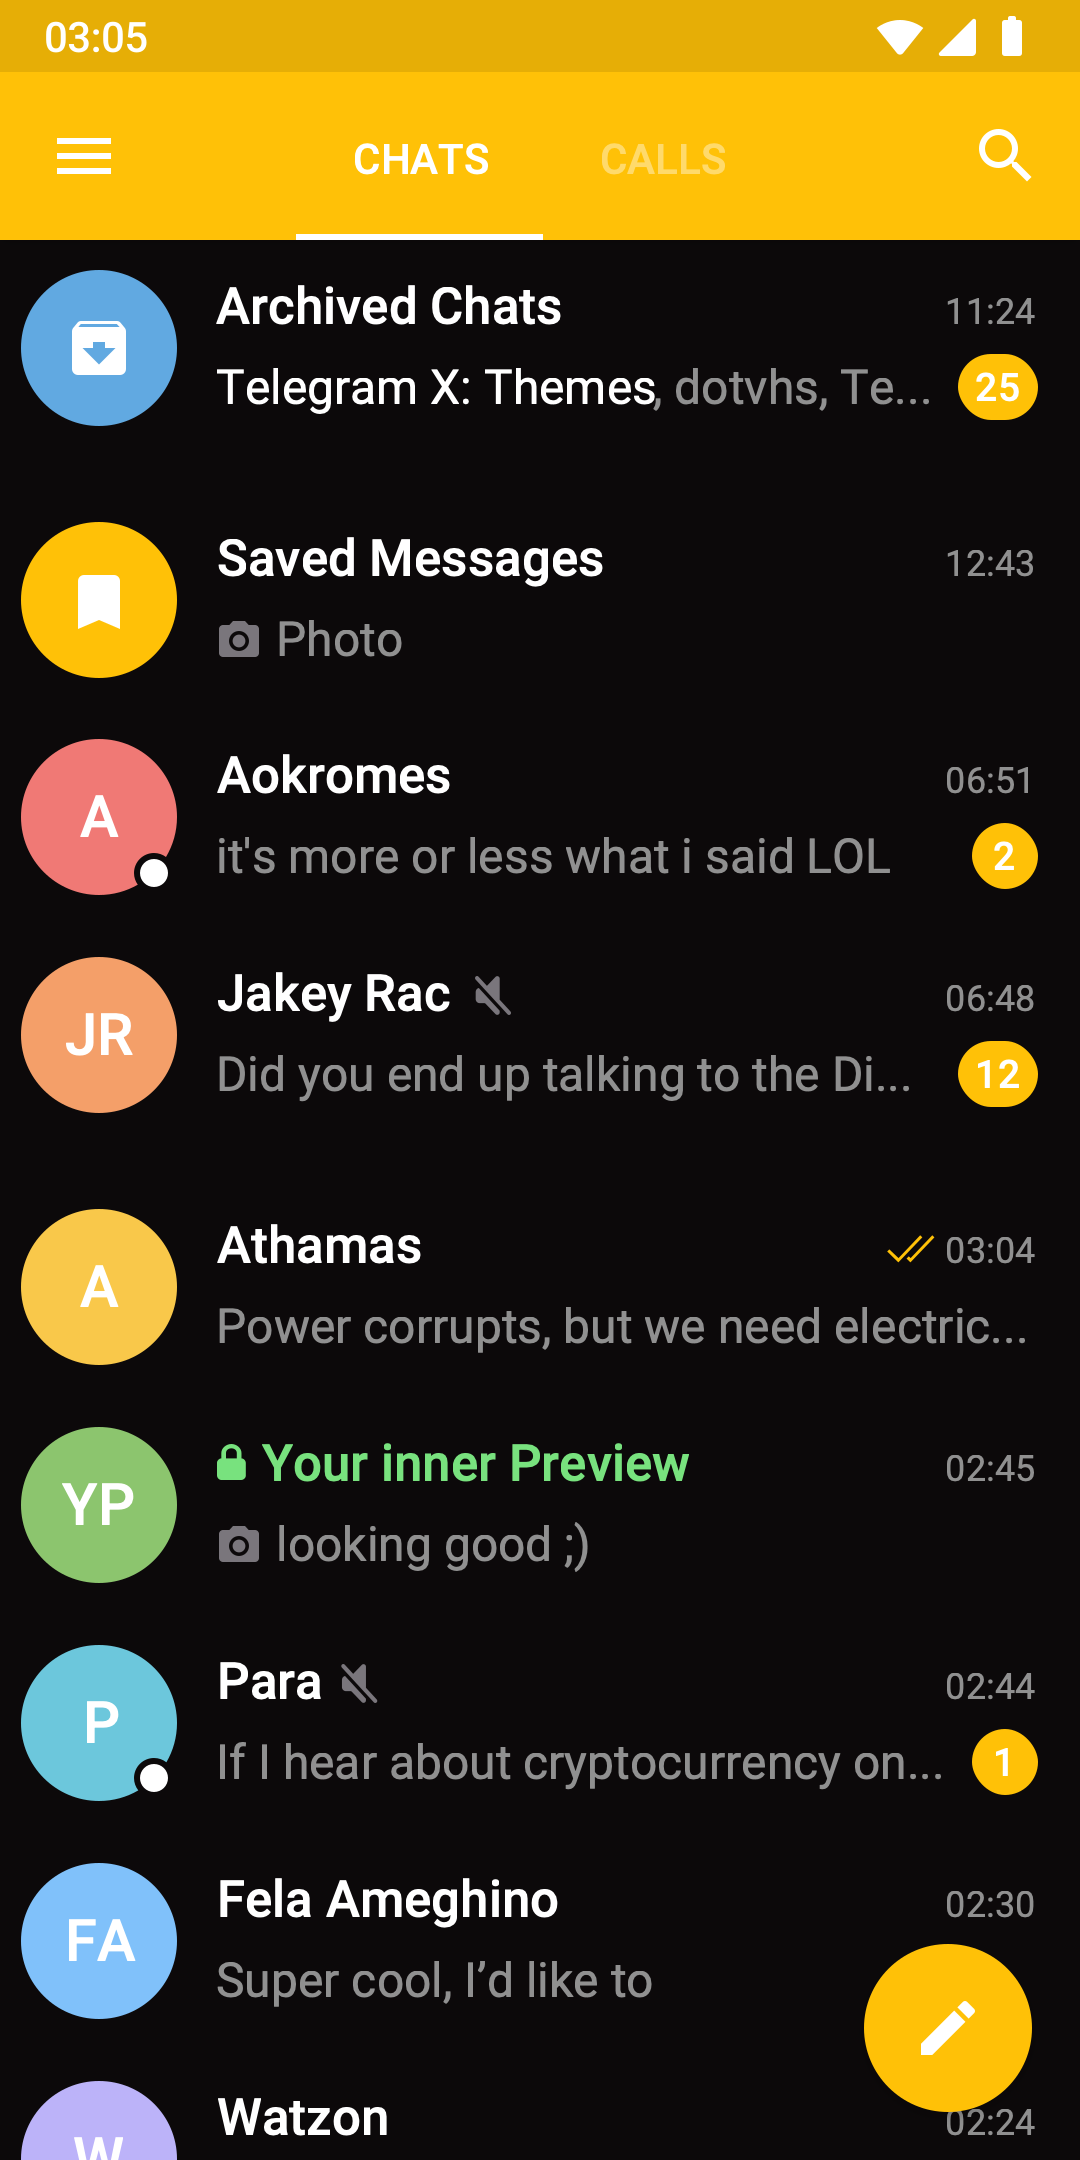 03:05
CHATS CALLS
Archived Chats 11:24
Telegram X: Themes, dotvhs, Te... 25
Saved Messages 12:43
Photo
A Aokromes 06:51
it's more or less what i said LOL 2
JR Jakey Rac 06:48
Did you end up talking to the Di... 12
A Athamas 03:04
Power corrupts, but we need electric...
YP Your inner Preview 02:45
looking good ;)
P Para 02:44
If I hear about cryptocurrency on... 1
FA Fela Ameghino 02:30
Super cool, I’d like to
W Watzon 02:24